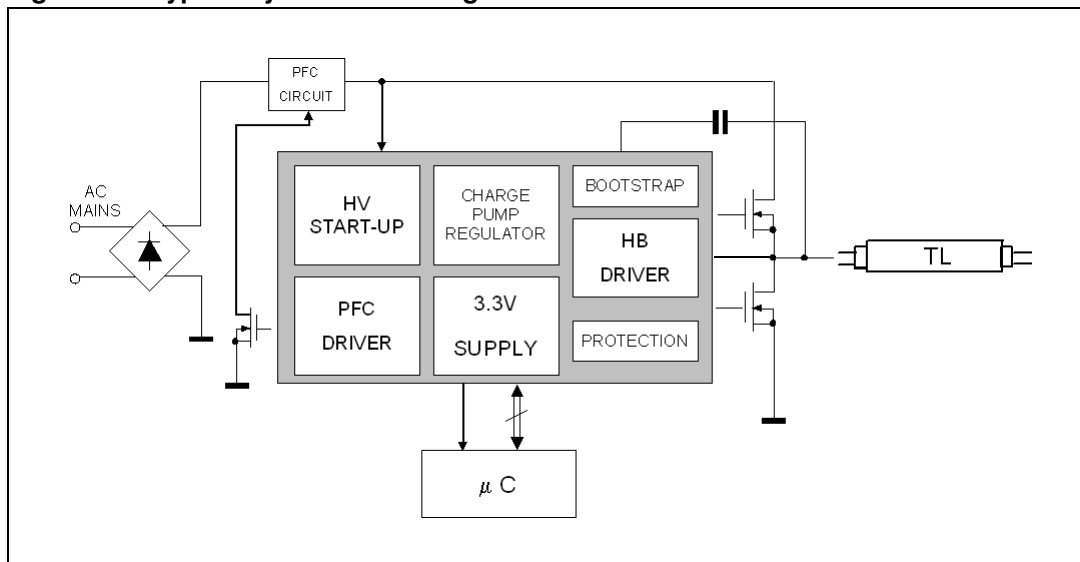 PFC
CIRCUIT
AC
MAINS
HV
START-UP
CHARGE
PUMP
REGULATOR
BOOTSTRAP
HB
DRIVER
PFC
DRIVER
3.3V
SUPPLY
PROTECTION
TL
μ C